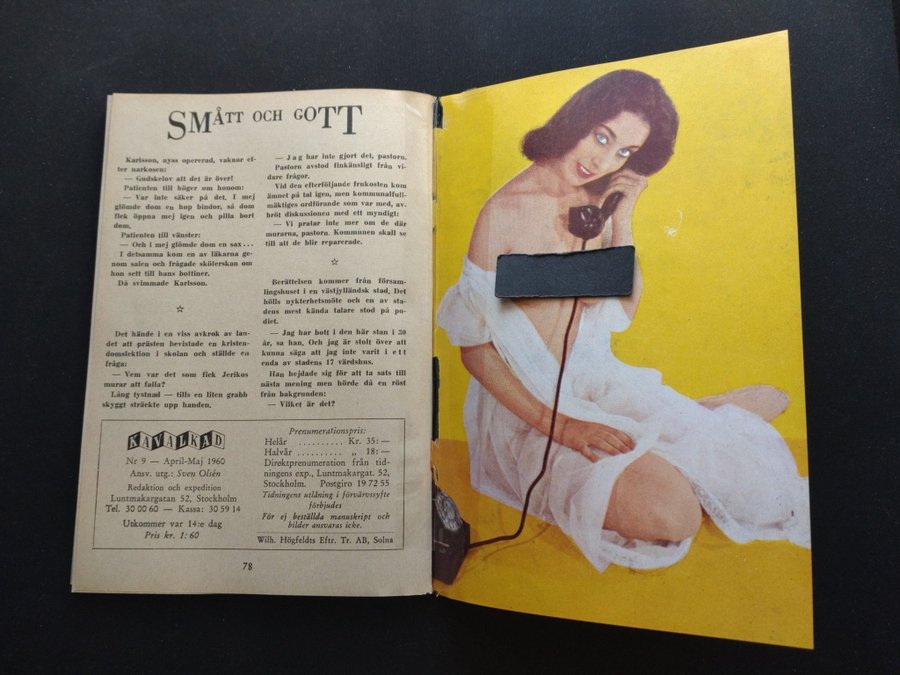 SMÅTT OCH GOTT
Karlsson, nyss opererad, vaknar ef-
ter narkosen:
— Gudskelov att det är över!
Patienten till höger om honom:
— Var inte säker på det. I mej
glömde dom en hop bindor, så dom
fick öppna mej igen och pilla bort
dom.
Patienten till vänster:
— Och i mej glömde dom en sax...
I detsamma kom en av läkarna ge-
nom salen och frågade sköterskan om
hon sett till hans bottiner.
Då svimmade Karlsson.
☆
Det hände i en viss avkrok av lan-
det att prästen bevistade en kristen-
domslektion i skolan och ställde en
fråga:
— Vem var det som fick Jerikos
murar att falla?
Lång tystnad — tills en liten grabb
skyggt sträckte upp handen.
— Jag har inte gjort det, pastorn.
Pastorn avstod finkänsligt från vi-
dare frågor.
Vid den efterföljande frukosten kom
ämnet på tal igen, men kommunalfull-
mäktiges ordförande som var med, av-
bröt diskussionen med ett myndigt:
— Vi pratar inte mer om de där
murarna, pastorn. Kommunen skall se
till att de blir reparerade.
☆
Berättelsen kommer från försam-
lingshuset i en västjylländsk stad. Det
hölls nykterhetsmöte och en av sta-
dens mest kända talare stod på po-
diet.
— Jag har bott i den här stan i 30
år, sa han. Och jag är stolt över att
kunna säga att jag inte varit i ett
enda av stadens 17 värdshus.
Han hejdade sig för att ta sats till
nästa mening men hörde då en röst
från bakgrunden:
— Vilket är det?
KAVALKAD
Nr 9 — April-Maj 1960
Ansv. utg.: Sven Olsén
Redaktion och expedition
Luntmakargatan 52, Stockholm
Tel. 30 00 60 — Kassa: 30 59 14
Utkommer var 14:e dag
Pris kr. 1: 60
Prenumerationspris:
Helår .......... Kr. 35: —
Halvår .......... „ 18: —
Direktprenumeration från tid-
ningens exp., Luntmakargat. 52,
Stockholm. Postgiro 19 72 55
Tidningens utlåning i förvärvssyfte
förbjudes
För ej beställda manuskript och
bilder ansvaras icke.
Wilh. Högfeldts Eftr. Tr. AB, Solna
78